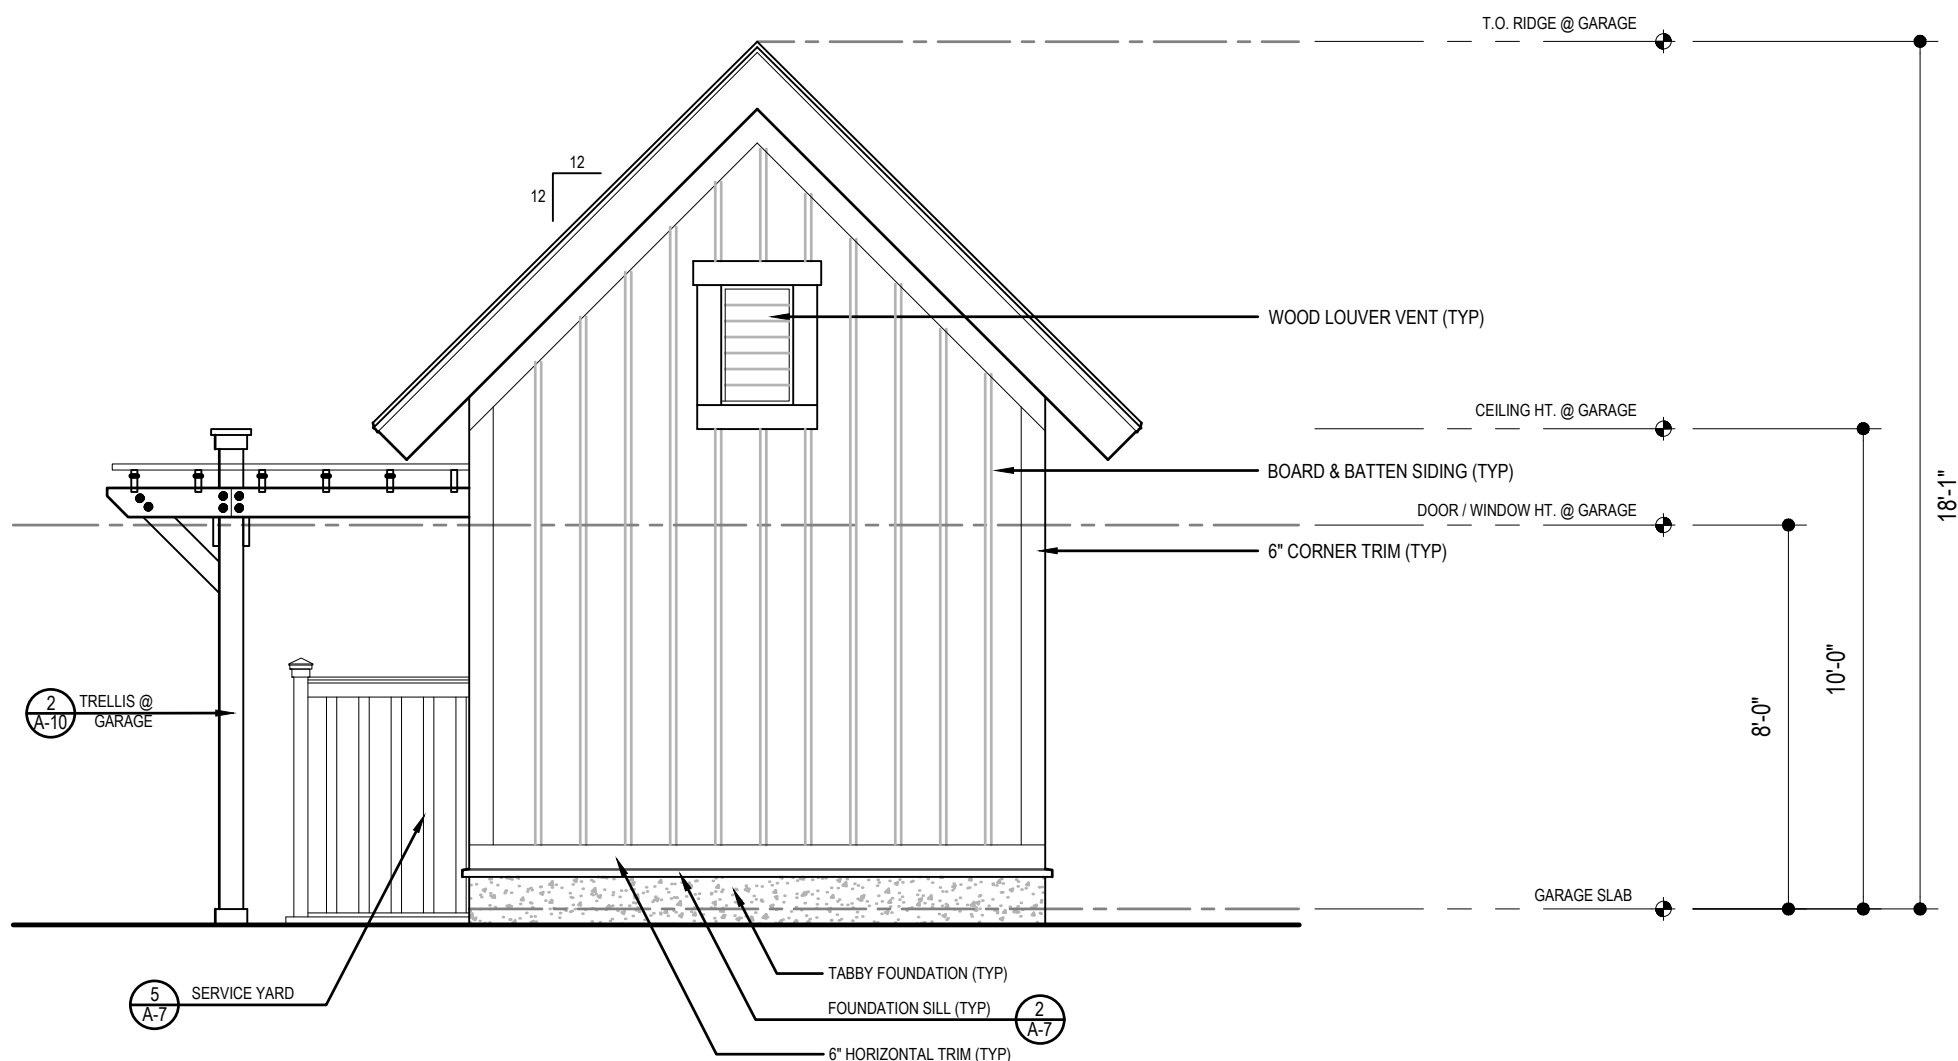 T.O. RIDGE @ GARAGE
12
12
WOOD LOUVER VENT (TYP)
CEILING HT. @ GARAGE
BOARD & BATTEN SIDING (TYP)
DOOR / WINDOW HT. @ GARAGE
6" CORNER TRIM (TYP)
18'-1"
10'-0"
8'-0"
2
A-10
TRELLIS @
GARAGE
GARAGE SLAB
5
A-7
SERVICE YARD
TABBY FOUNDATION (TYP)
FOUNDATION SILL (TYP)
2
A-7
6" HORIZONTAL TRIM (TYP)